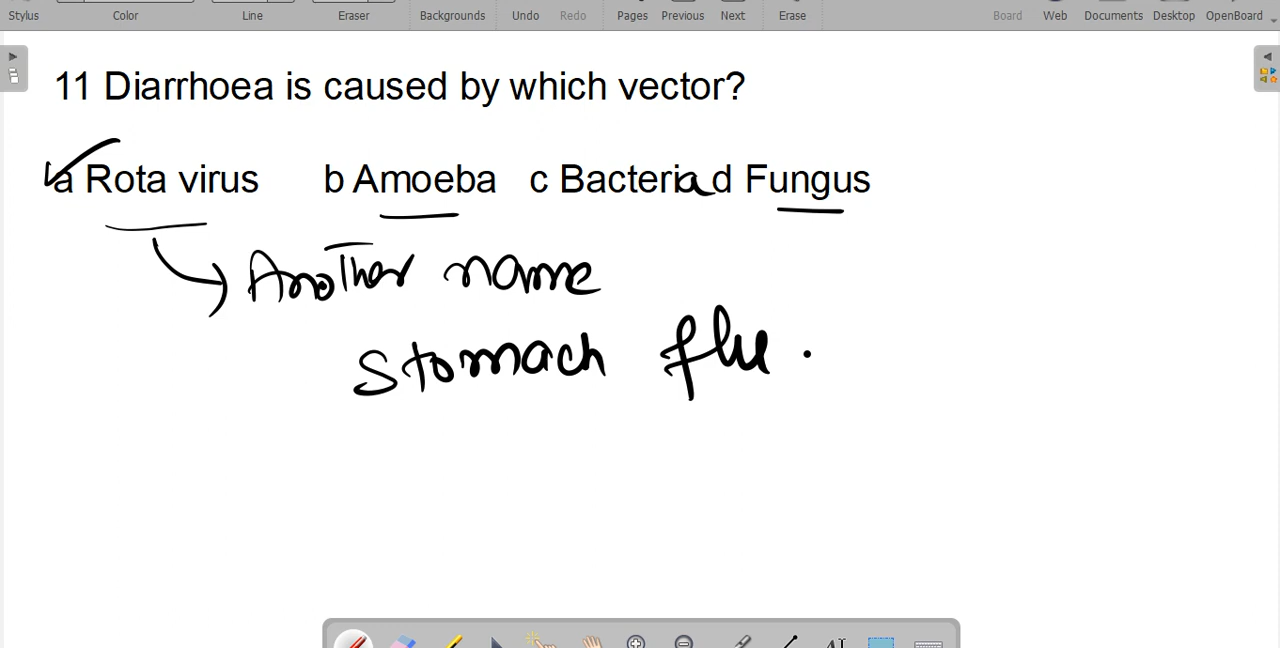 Stylus Color Line Eraser Backgrounds Undo Redo Pages Previous Next Erase Board Web Documents Desktop OpenBoard
11 Diarrhoea is caused by which vector?
a Rota virus b Amoeba c Bacteria d Fungus
Another name
stomach flu.